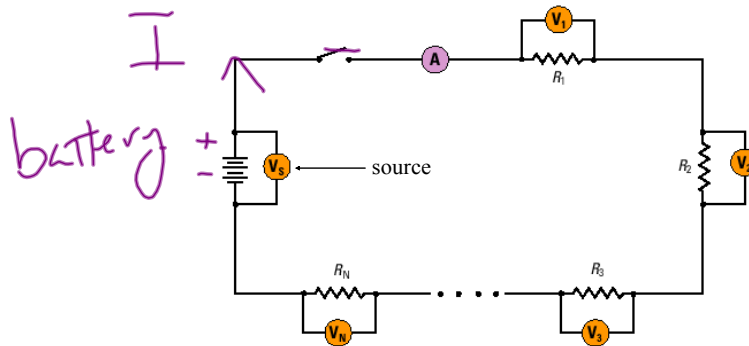 V1
I
A
R1
battery
+
-
VS
source
R2
V2
RN
R3
VN
V3